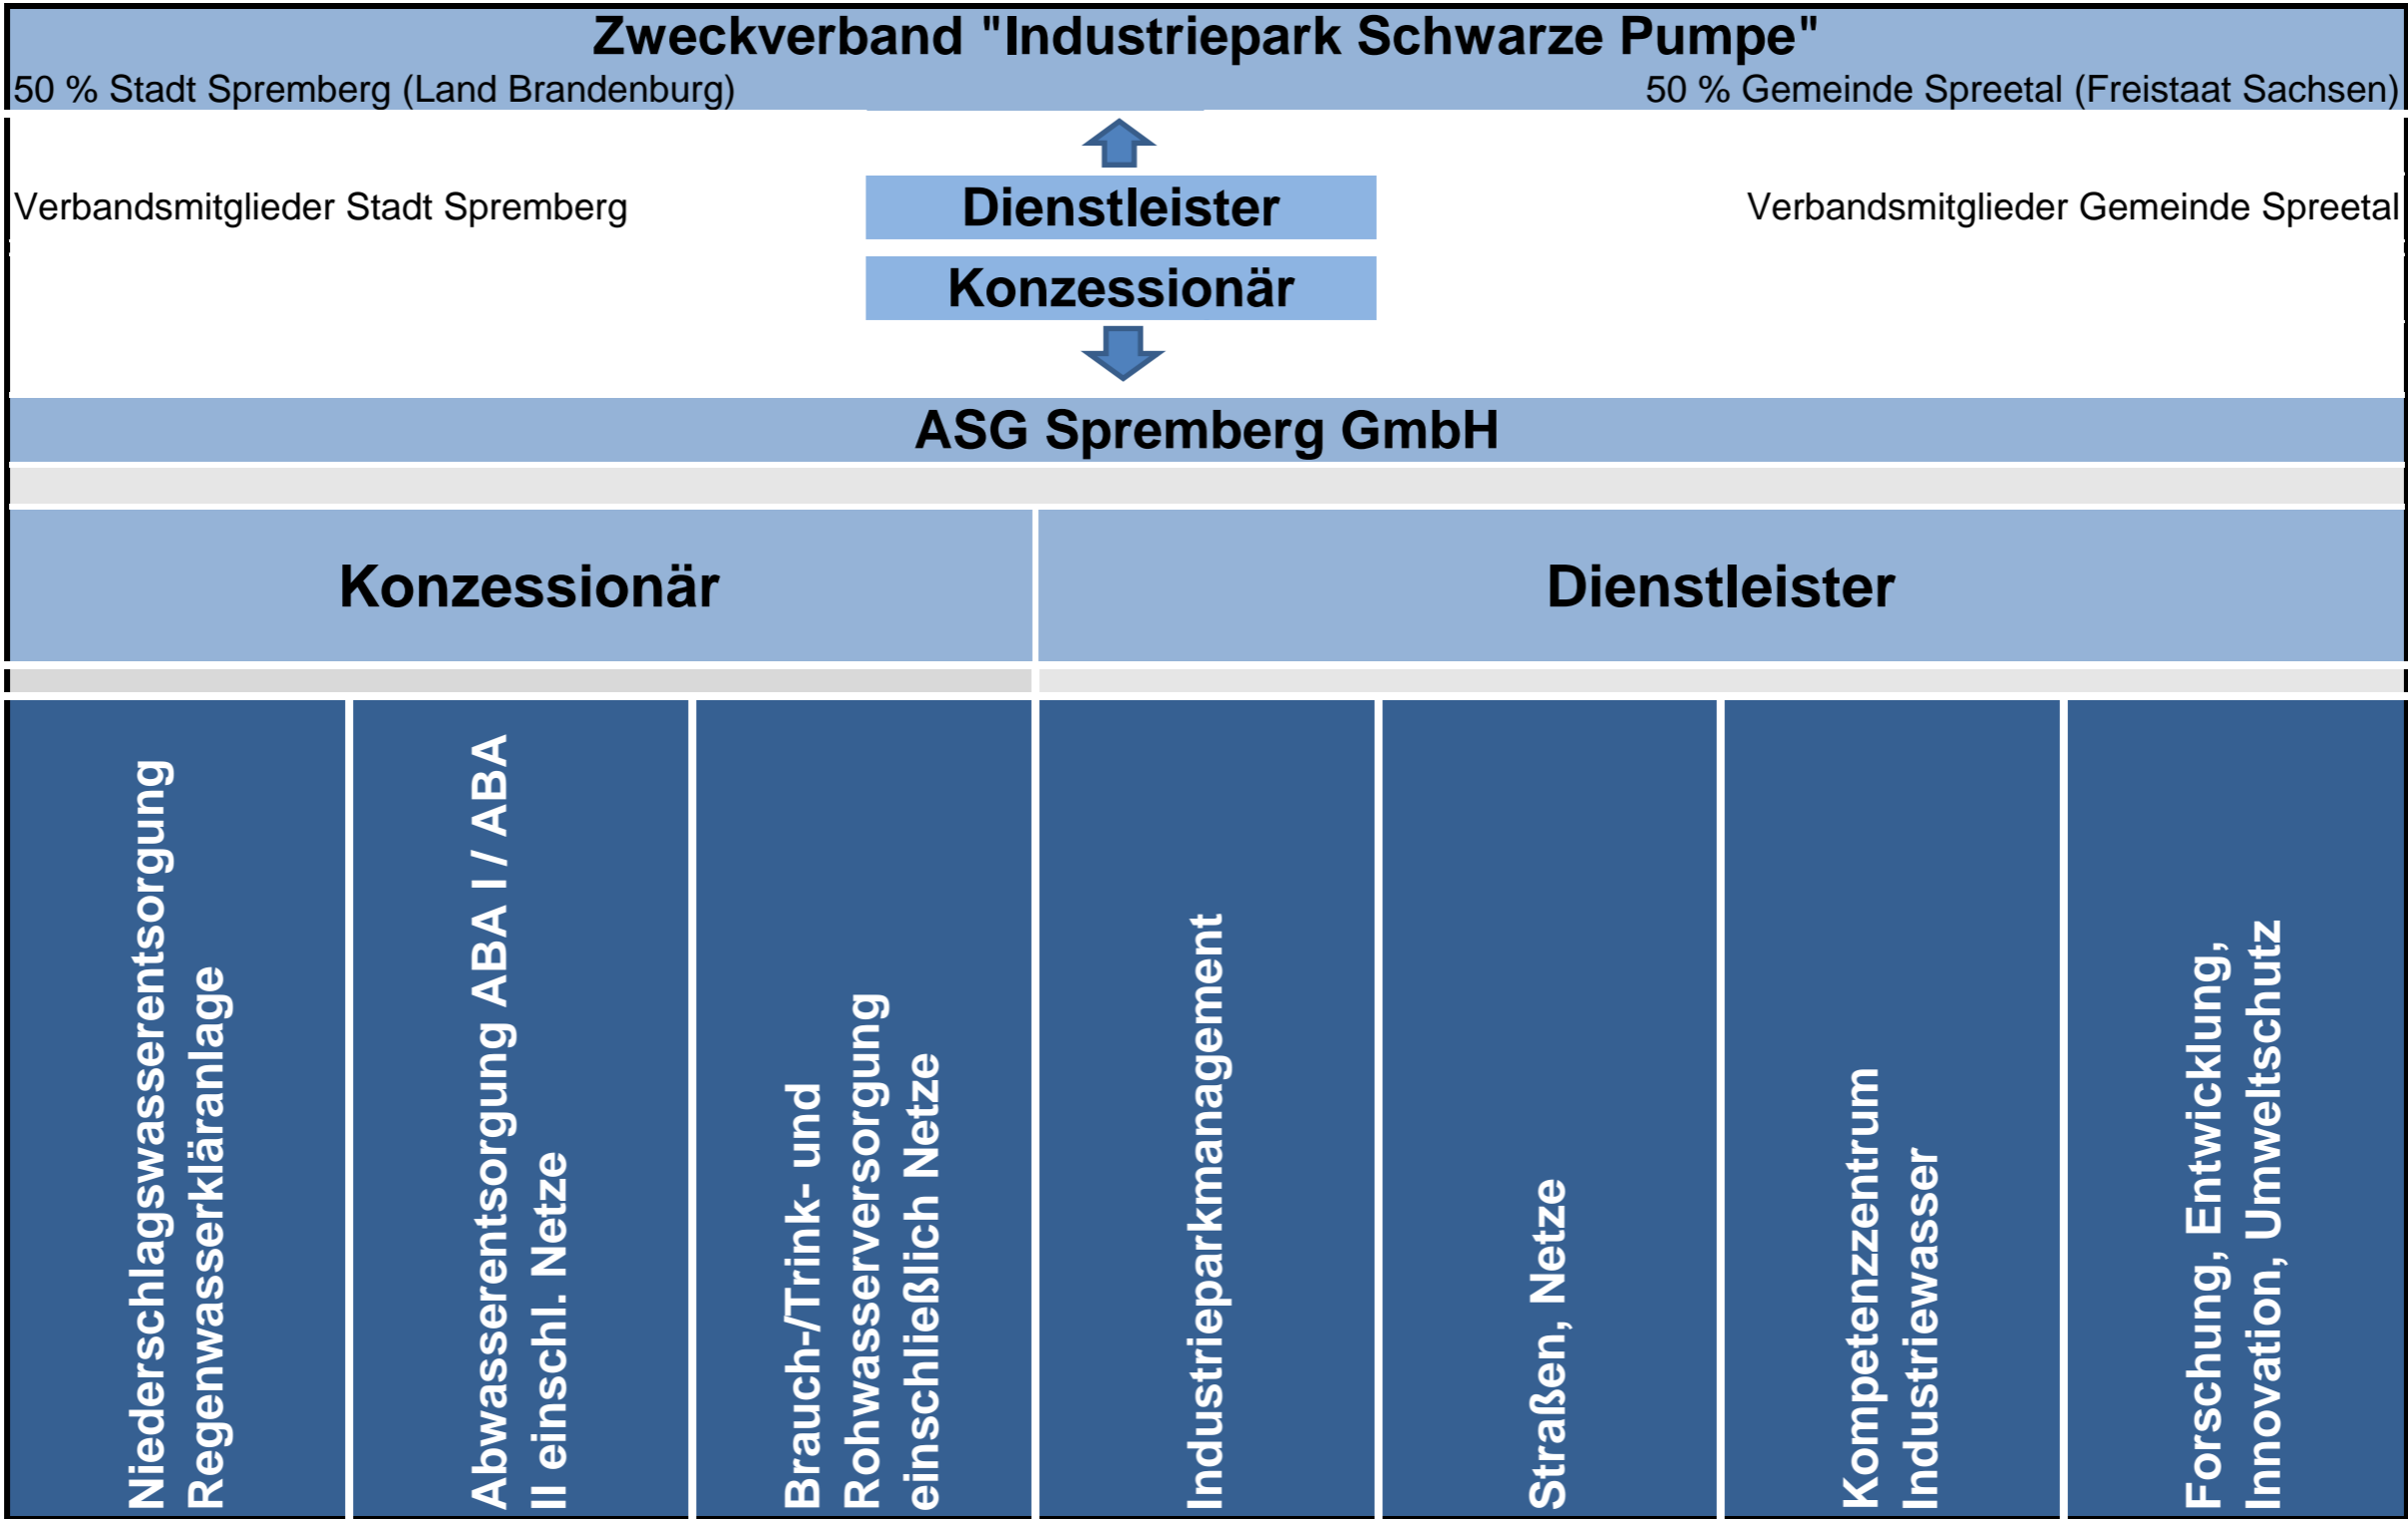 Zweckverband "Industriepark Schwarze Pumpe"
50 % Stadt Spremberg (Land Brandenburg)
50 % Gemeinde Spreetal (Freistaat Sachsen)
Verbandsmitglieder Stadt Spremberg
Dienstleister
Verbandsmitglieder Gemeinde Spreetal
Konzessionär
ASG Spremberg GmbH
Konzessionär
Dienstleister
Niederschlagswasserentsorgung
Regenwasserkläranlage
Abwasserentsorgung ABA I / ABA
II einschl. Netze
Brauch-/Trink- und
Rohwasserversorgung
einschließlich Netze
Industrieparkmanagement
Straßen, Netze
Kompetenzzentrum
Industriewasser
Forschung, Entwicklung,
Innovation, Umweltschutz